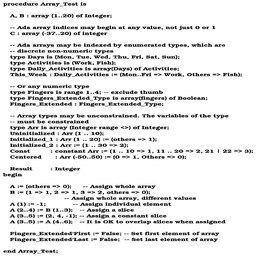 procedure Array_Test is
A, B : array (1..20) of Integer;
-- Ada array indices may begin at any value, not just 0 or 1
C : array (-37..20) of integer
-- Ada arrays may be indexed by enumerated types, which are
-- discrete non-numeric types
type Days is (Mon, Tue, Wed, Thu, Fri, Sat, Sun);
type Activities is (Work, Fish);
type Daily_Activities is array(Days) of Activities;
This_Week : Daily_Activities := (Mon..Fri => Work, Others => Fish);
-- Or any numeric type
type Fingers is range 1..4; -- exclude thumb
type Fingers_Extended_Type is array(fingers) of Boolean;
Fingers_Extended : Fingers_Extended_Type;
-- Array types may be unconstrained. The variables of the type
-- must be constrained
type Arr is array (Integer range <>) of Integer;
Uninitialized : Arr (1 .. 10);
Initialized_1 : Arr (1 .. 20) := (others => 1);
Initialized_2 : Arr := (1 .. 30 => 2);
Const : constant Arr := (1 .. 10 => 1, 11 .. 20 => 2, 21 | 22 => 3);
Centered : Arr (-50..50) := (0 => 1, Others => 0);
Result : Integer
begin
A := (others => 0); -- Assign whole array
B := (1 => 1, 2 => 1, 3 => 2, others => 0);
-- Assign whole array, different values
A (1) := -1; -- Assign individual element
A (2..4) := B (1..3); -- Assign a slice
A (3..5) := (2, 4, -1); -- Assign a constant slice
A (3..5) := A (4..6); -- It is OK to overlap slices when assigned
Fingers_Extended'First := False; -- Set first element of array
Fingers_Extended'Last := False; -- Set last element of array
end Array_Test;